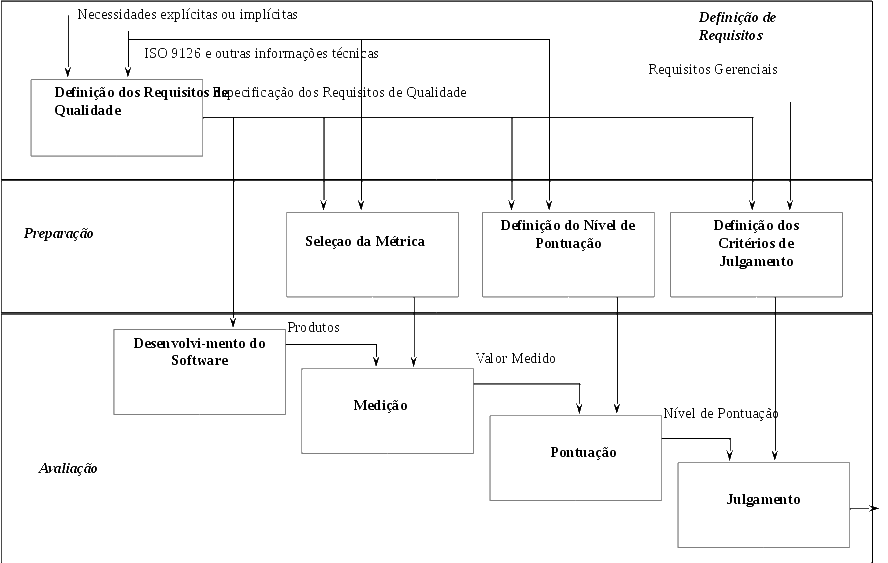 Necessidades explícitas ou implícitas
Definição de
Requisitos
ISO 9126 e outras informações técnicas
Requisitos Gerenciais
Definição dos Requisitos de
Qualidade
Especificação dos Requisitos de Qualidade
Preparação
Seleçao da Métrica
Definição do Nível de
Pontuação
Definição dos
Critérios de
Julgamento
Desenvolvi-mento do
Software
Produtos
Medição
Valor Medido
Pontuação
Nível de Pontuação
Avaliação
Julgamento